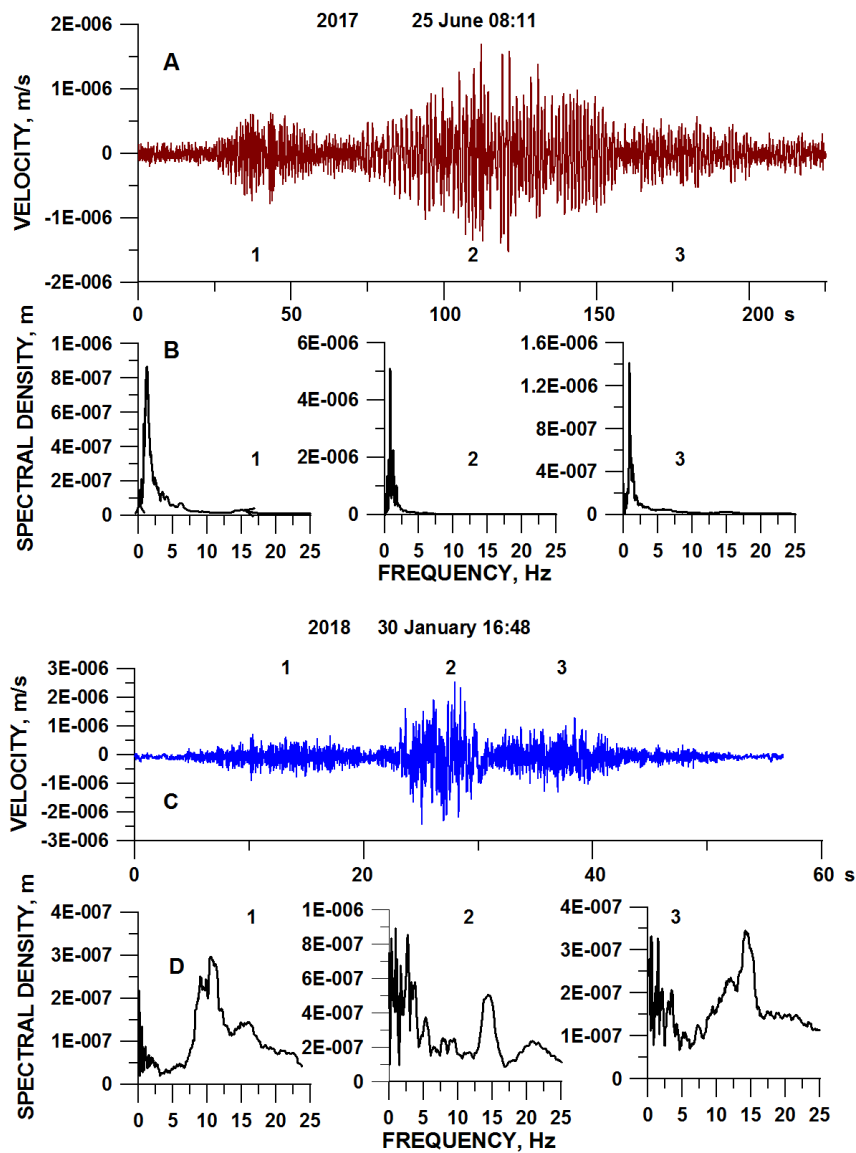 2017 25 June 08:11
2E-006
A
1E-006
0
-1E-006
-2E-006
VELOCITY, m/s
1 2 3
0 50 100 150 200 s
SPECTRAL DENSITY, m
B
1E-006
8E-007
6E-007
4E-007
2E-007
0
1
0 5 10 15 20 25
6E-006
4E-006
2E-006
0
2
0 5 10 15 20 25
1.6E-006
1.2E-006
8E-007
4E-007
0
3
0 5 10 15 20 25
FREQUENCY, Hz
2018 30 January 16:48
VELOCITY, m/s
3E-006
2E-006
1E-006
0
-1E-006
-2E-006
-3E-006
1 2 3
C
0 20 40 60 s
SPECTRAL DENSITY, m
D
4E-007
3E-007
2E-007
1E-007
0
1
0 5 10 15 20 25
1E-006
8E-007
6E-007
4E-007
2E-007
0
2
0 5 10 15 20 25
4E-007
3E-007
2E-007
1E-007
0
3
0 5 10 15 20 25
FREQUENCY, Hz